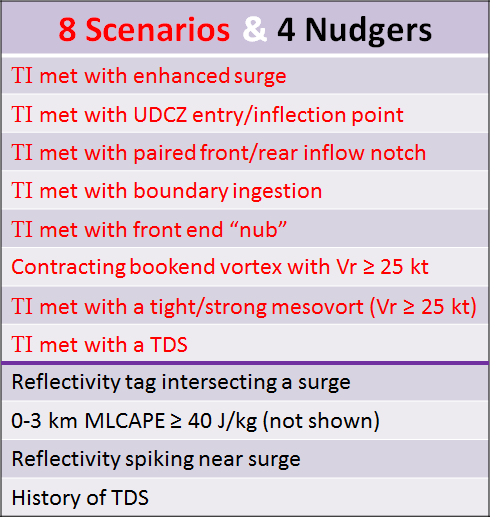 8 Scenarios & 4 Nudgers
TI met with enhanced surge
TI met with UDCZ entry/inflection point
TI met with paired front/rear inflow notch
TI met with boundary ingestion
TI met with front end “nub”
Contracting bookend vortex with Vr ≥ 25 kt
TI met with a tight/strong mesovort (Vr ≥ 25 kt)
TI met with a TDS
Reflectivity tag intersecting a surge
0-3 km MLCAPE ≥ 40 J/kg (not shown)
Reflectivity spiking near surge
History of TDS